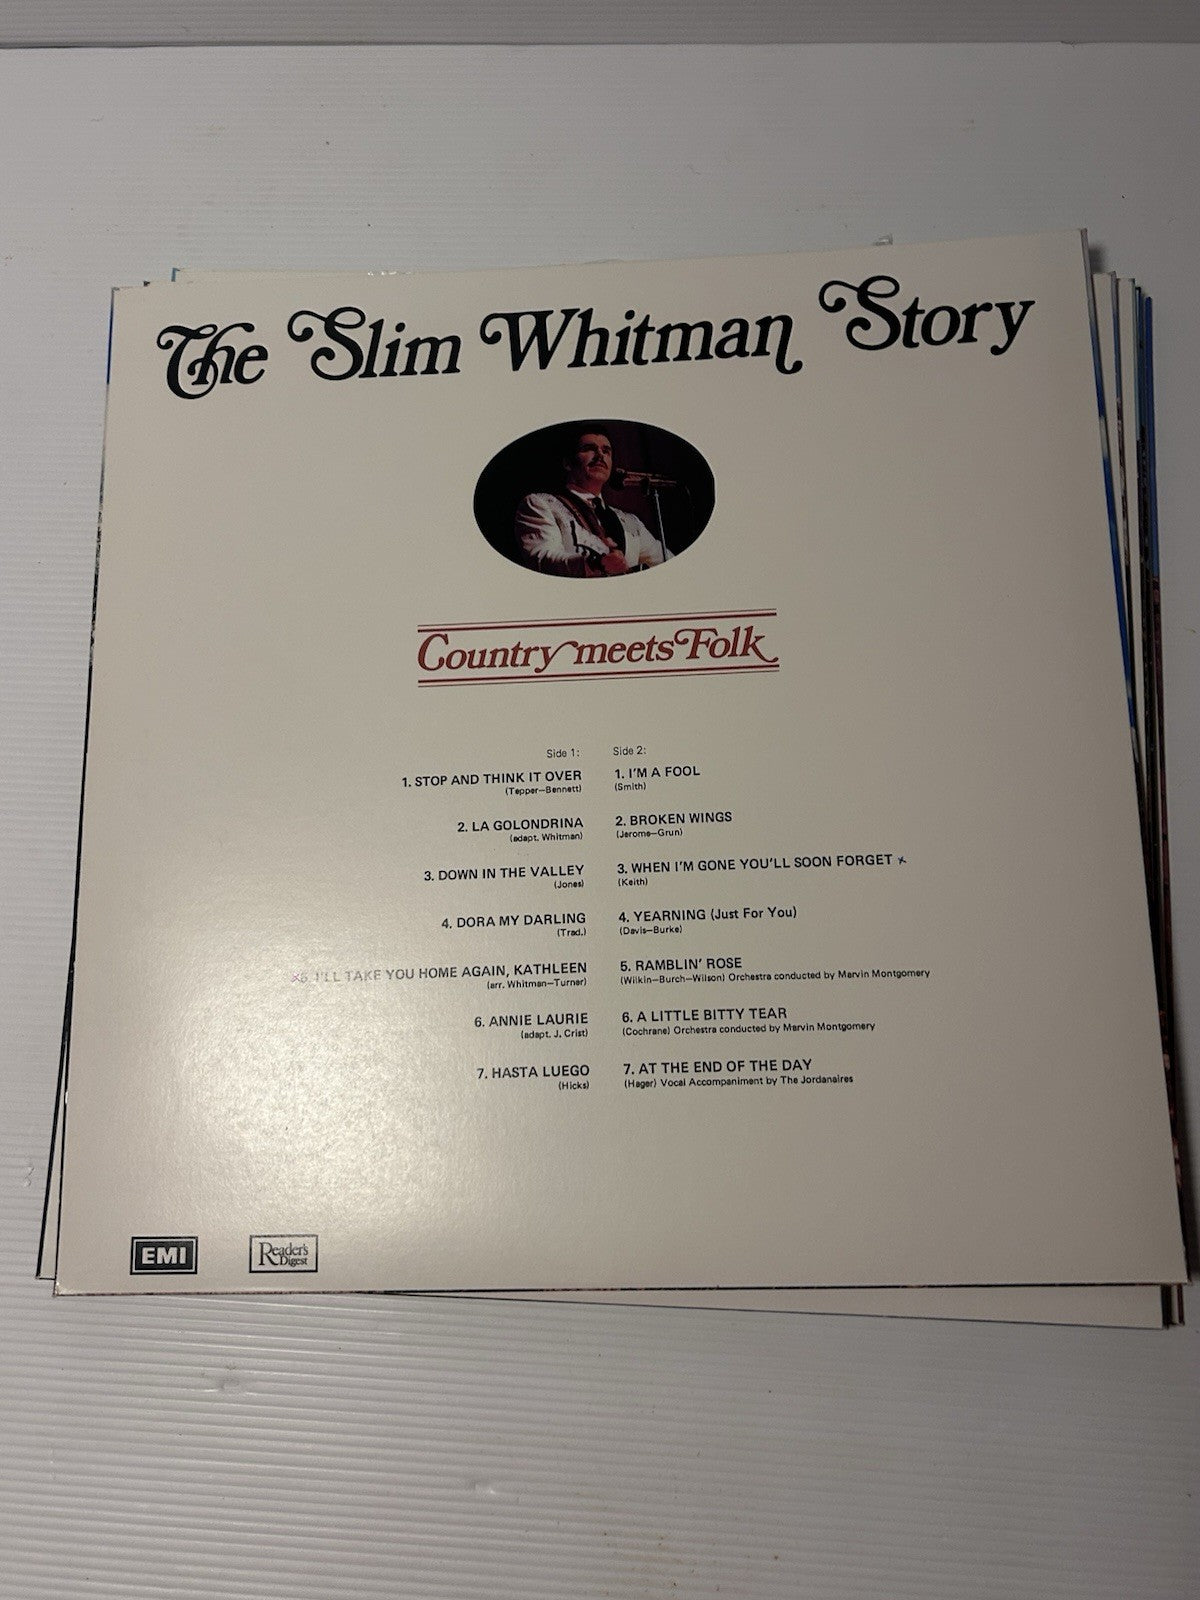 The Slim Whitman Story
Country meets Folk
Side 1:
1. STOP AND THINK IT OVER
(Tepper—Bennett)
2. LA GOLONDRINA
(adapt. Whitman)
3. DOWN IN THE VALLEY
(Jones)
4. DORA MY DARLING
(Trad.)
x5. I'LL TAKE YOU HOME AGAIN, KATHLEEN
(arr. Whitman—Turner)
6. ANNIE LAURIE
(adapt. J. Crist)
7. HASTA LUEGO
(Hicks)
Side 2:
1. I'M A FOOL
(Smith)
2. BROKEN WINGS
(Jerome—Grun)
3. WHEN I'M GONE YOU'LL SOON FORGET x
(Keith)
4. YEARNING (Just For You)
(Davis—Burke)
5. RAMBLIN' ROSE
(Wilkin—Burch—Wilson) Orchestra conducted by Marvin Montgomery
6. A LITTLE BITTY TEAR
(Cochrane) Orchestra conducted by Marvin Montgomery
7. AT THE END OF THE DAY
(Hager) Vocal Accompaniment by The Jordanaires
EMI
Reader's
Digest